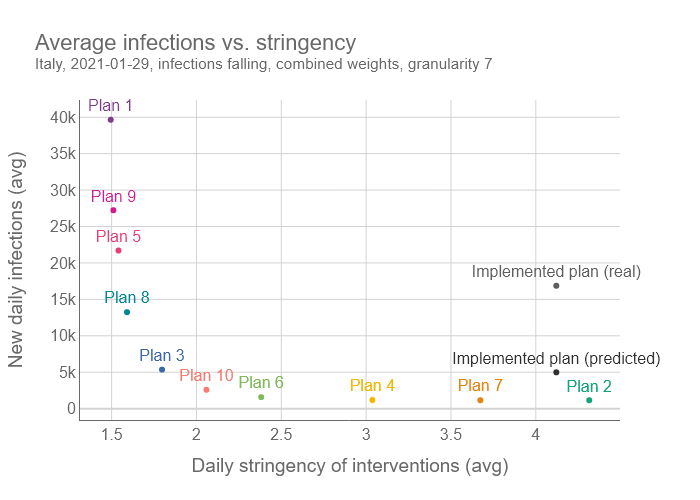 Average infections vs. stringency
Italy, 2021-01-29, infections falling, combined weights, granularity 7
New daily infections (avg)
40k
35k
30k
25k
20k
15k
10k
5k
0
Plan 1
Plan 9
Plan 5
Implemented plan (real)
Plan 8
Plan 3
Implemented plan (predicted)
Plan 10
Plan 6
Plan 4
Plan 7
Plan 2
1.5
2
2.5
3
3.5
4
Daily stringency of interventions (avg)